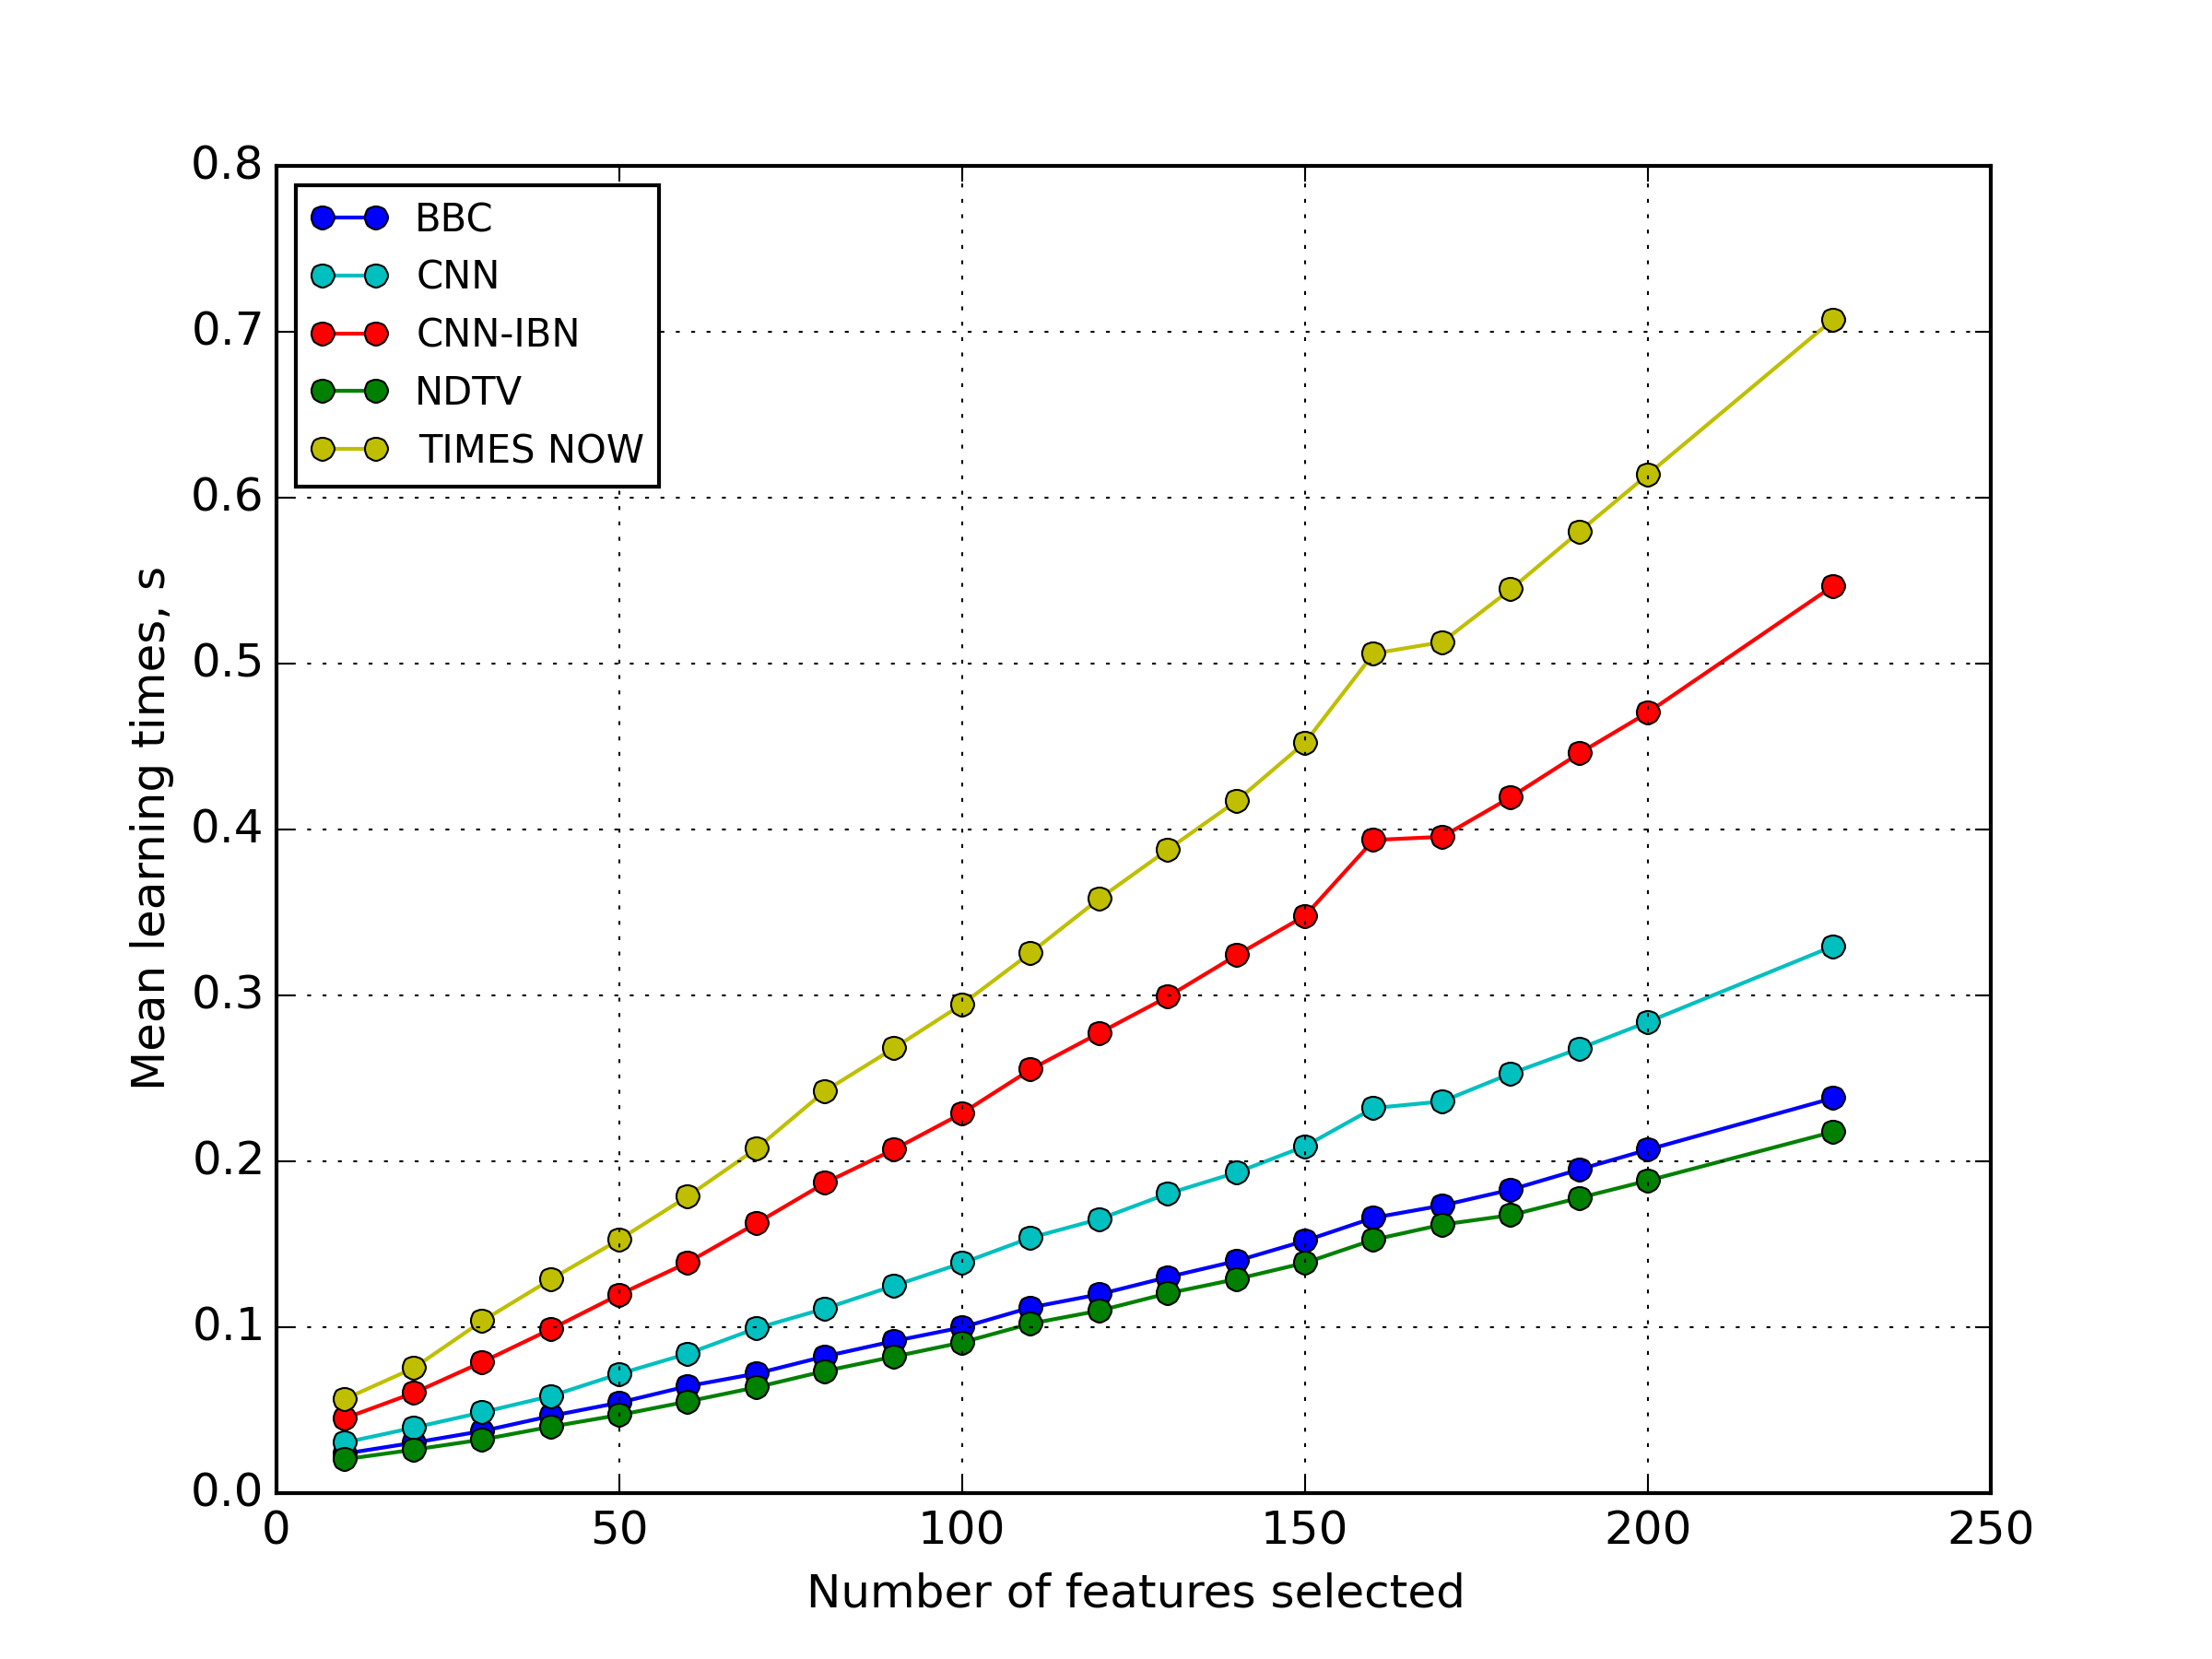 0.8
0.7
0.6
0.5
0.4
0.3
0.2
0.1
0.0
Mean learning times, s
BBC
CNN
CNN-IBN
NDTV
TIMES NOW
0 50 100 150 200 250
Number of features selected